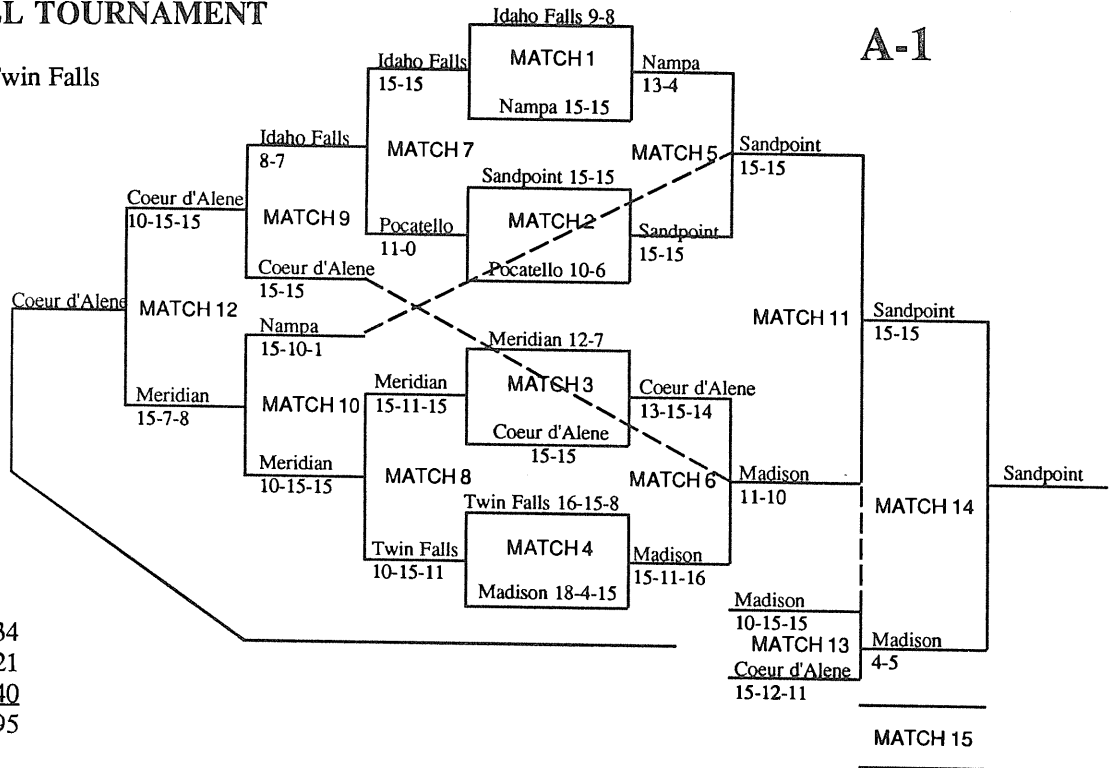 LL TOURNAMENT
Twin Falls
A-1
Idaho Falls 9-8
MATCH 1
Nampa 15-15
Idaho Falls
15-15
MATCH 7
Pocatello
11-0
Sandpoint 15-15
MATCH 2
Pocatello 10-6
Nampa
13-4
MATCH 5
Sandpoint
15-15
Sandpoint
15-15
Idaho Falls
8-7
MATCH 9
Coeur d'Alene
15-15
Coeur d'Alene
10-15-15
MATCH 12
Coeur d'Alene
Meridian
15-7-8
Nampa
15-10-1
MATCH 10
Meridian
10-15-15
Meridian
15-11-15
MATCH 8
Twin Falls
10-15-11
Meridian 12-7
MATCH 3
Coeur d'Alene
15-15
Twin Falls 16-15-8
MATCH 4
Madison 18-4-15
Coeur d'Alene
13-15-14
MATCH 6
Madison
15-11-16
Madison
11-10
MATCH 11
Sandpoint
15-15
MATCH 14
Sandpoint
Madison
10-15-15
MATCH 13
Coeur d'Alene
15-12-11
Madison
4-5
MATCH 15
34
21
40
95